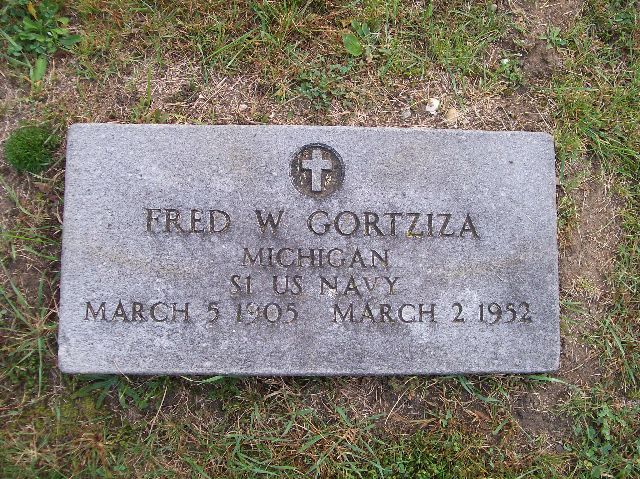 FRED W GORTZIZA
MICHIGAN
S1 US NAVY
MARCH 5 1905 MARCH 2 1952